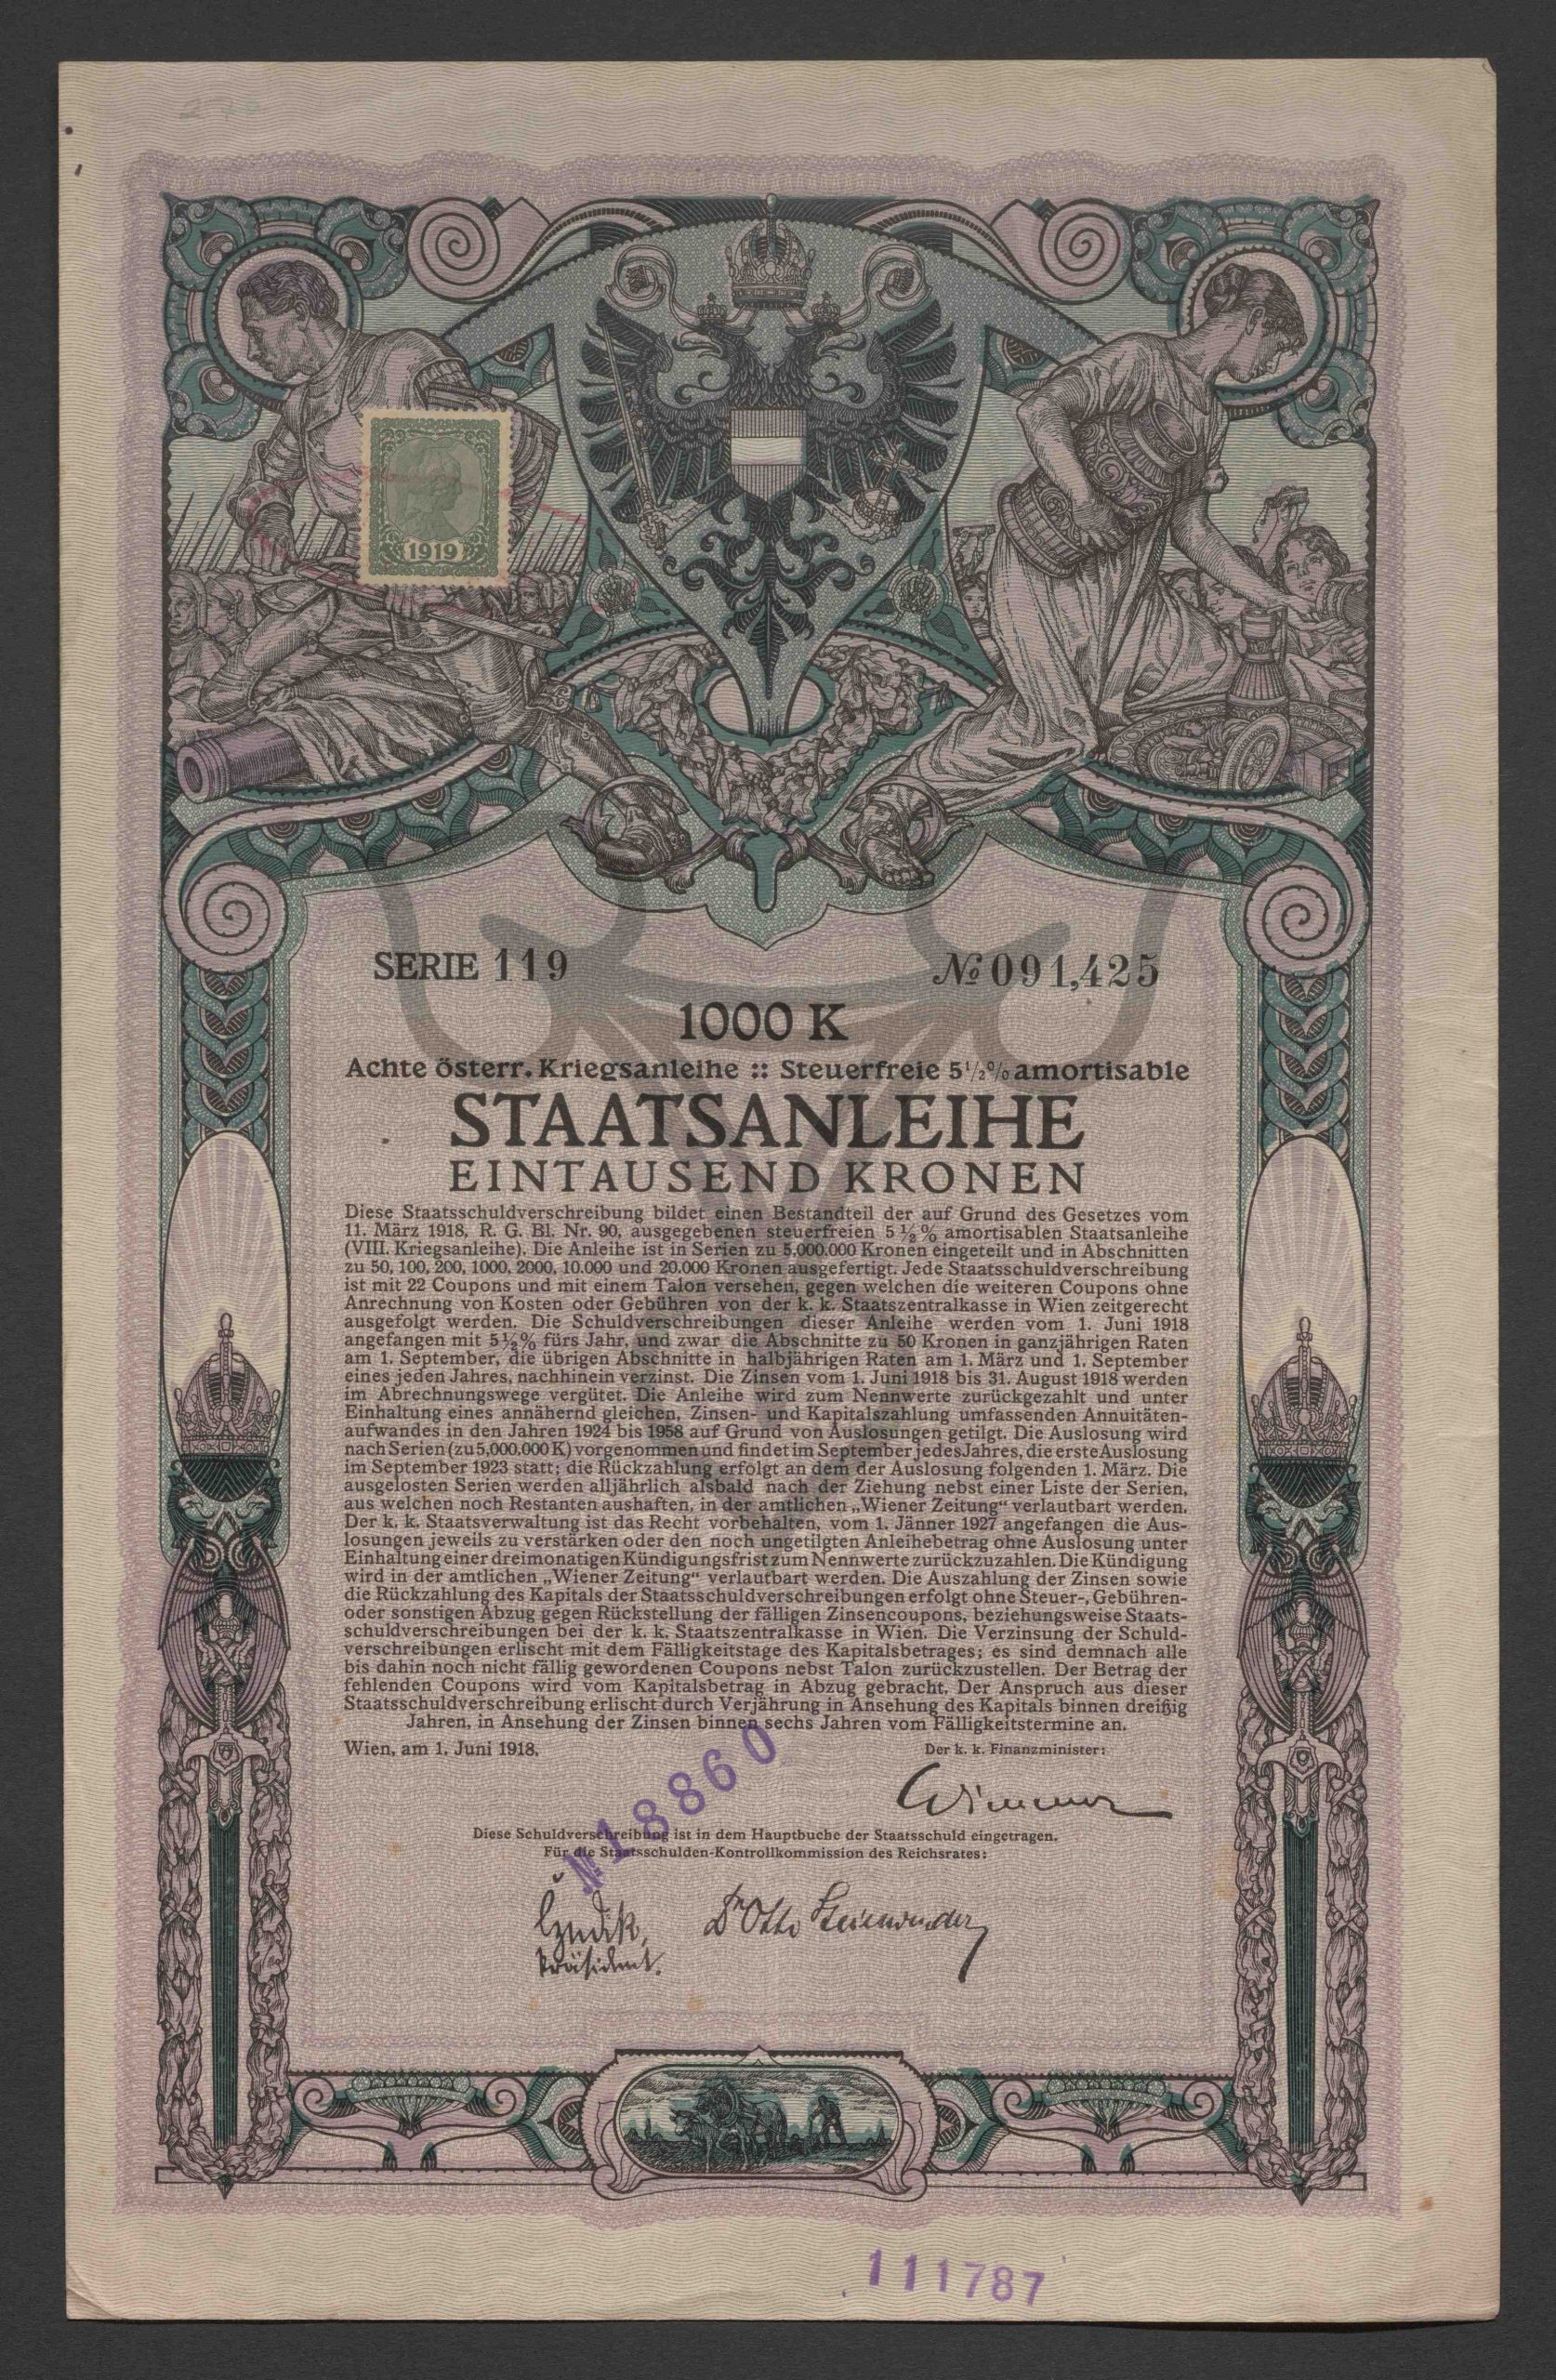 1919
SERIE 119
№ 091,425
1000 K
Achte österr. Kriegsanleihe :: Steuerfreie 5½% amortisable
STAATSANLEIHE
EINTAUSEND KRONEN
Diese Staatsschuldverschreibung bildet einen Bestandteil der auf Grund des Gesetzes vom
11. März 1918, R. G. Bl. Nr. 90, ausgegebenen steuerfreien 5½% amortisablen Staatsanleihe
(VIII. Kriegsanleihe). Die Anleihe ist in Serien zu 5,000.000 Kronen eingeteilt und in Abschnitten
zu 50, 100, 200, 1000, 2000, 10.000 und 20.000 Kronen ausgefertigt. Jede Staatsschuldverschreibung
ist mit 22 Coupons und mit einem Talon versehen, gegen welchen die weiteren Coupons ohne
Anrechnung von Kosten oder Gebühren von der k. k. Staatszentralkasse in Wien zeitgerecht
ausgefolgt werden. Die Schuldverschreibungen dieser Anleihe werden vom 1. Juni 1918
angefangen mit 5½% fürs Jahr, und zwar die Abschnitte zu 50 Kronen in ganzjährigen Raten
am 1. September, die übrigen Abschnitte in halbjährigen Raten am 1. März und 1. September
eines jeden Jahres, nachhinein verzinst. Die Zinsen vom 1. Juni 1918 bis 31. August 1918 werden
im Abrechnungswege vergütet. Die Anleihe wird zum Nennwerte zurückgezahlt und unter
Einhaltung eines annähernd gleichen, Zinsen- und Kapitalszahlung umfassenden Annuitäten-
aufwandes in den Jahren 1924 bis 1958 auf Grund von Auslosungen getilgt. Die Auslosung wird
nach Serien (zu 5,000.000 K) vorgenommen und findet im September jedes Jahres, die erste Auslosung
im September 1923 statt; die Rückzahlung erfolgt an dem der Auslosung folgenden 1. März. Die
ausgelosten Serien werden alljährlich alsbald nach der Ziehung nebst einer Liste der Serien,
aus welchen noch Restanten aushaften, in der amtlichen „Wiener Zeitung“ verlautbart werden.
Der k. k. Staatsverwaltung ist das Recht vorbehalten, vom 1. Jänner 1927 angefangen die Aus-
losungen jeweils zu verstärken oder den noch ungetilgten Anleihebetrag ohne Auslosung unter
Einhaltung einer dreimonatigen Kündigungsfrist zum Nennwerte zurückzuzahlen. Die Kündigung
wird in der amtlichen „Wiener Zeitung“ verlautbart werden. Die Auszahlung der Zinsen sowie
die Rückzahlung des Kapitals der Staatsschuldverschreibungen erfolgt ohne Steuer-, Gebühren-
oder sonstigen Abzug gegen Rückstellung der fälligen Zinsencoupons, beziehungsweise Staats-
schuldverschreibungen bei der k. k. Staatszentralkasse in Wien. Die Verzinsung der Schuld-
verschreibungen erlischt mit dem Fälligkeitstage des Kapitalsbetrages; es sind demnach alle
bis dahin noch nicht fällig gewordenen Coupons nebst Talon zurückzustellen. Der Betrag der
fehlenden Coupons wird vom Kapitalsbetrag in Abzug gebracht. Der Anspruch aus dieser
Staatsschuldverschreibung erlischt durch Verjährung in Ansehung des Kapitals binnen dreißig
Jahren, in Ansehung der Zinsen binnen sechs Jahren vom Fälligkeitstermine an.
Wien, am 1. Juni 1918.
Der k. k. Finanzminister:
Wimmer
№ 18860
Diese Schuldverschreibung ist in dem Hauptbuche der Staatsschuld eingetragen.
Für die Staatsschulden-Kontrollkommission des Reichsrates:
Präsident.
Dr Otto Steinwender
111787